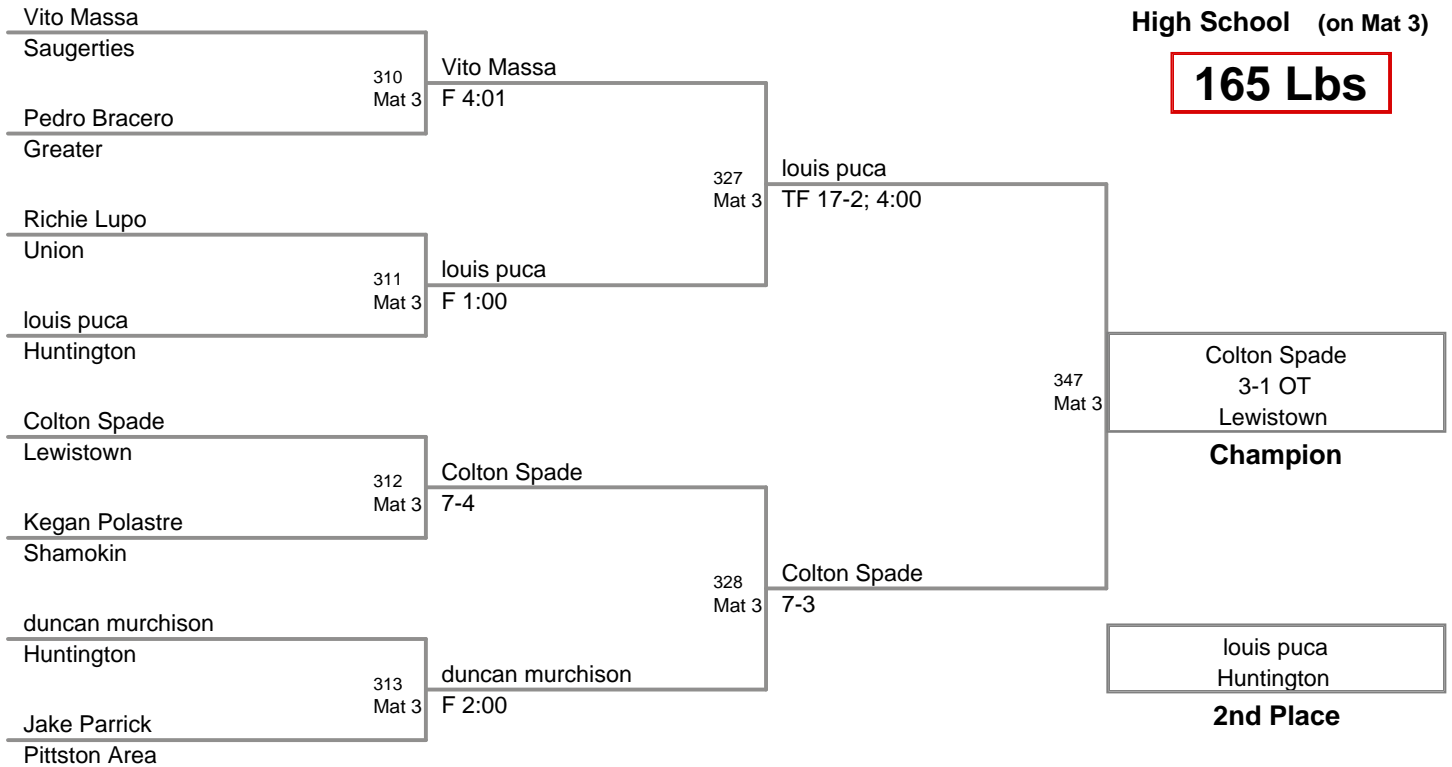 High School (on Mat 3)
165 Lbs
Vito Massa
Saugerties
310
Mat 3
Pedro Bracero
Greater
Vito Massa
F 4:01
Richie Lupo
Union
311
Mat 3
louis puca
Huntington
louis puca
F 1:00
327
Mat 3
louis puca
TF 17-2; 4:00
Colton Spade
Lewistown
312
Mat 3
Kegan Polastre
Shamokin
Colton Spade
7-4
duncan murchison
Huntington
313
Mat 3
Jake Parrick
Pittston Area
duncan murchison
F 2:00
328
Mat 3
Colton Spade
7-3
347
Mat 3
Colton Spade
3-1 OT
Lewistown
Champion
louis puca
Huntington
2nd Place